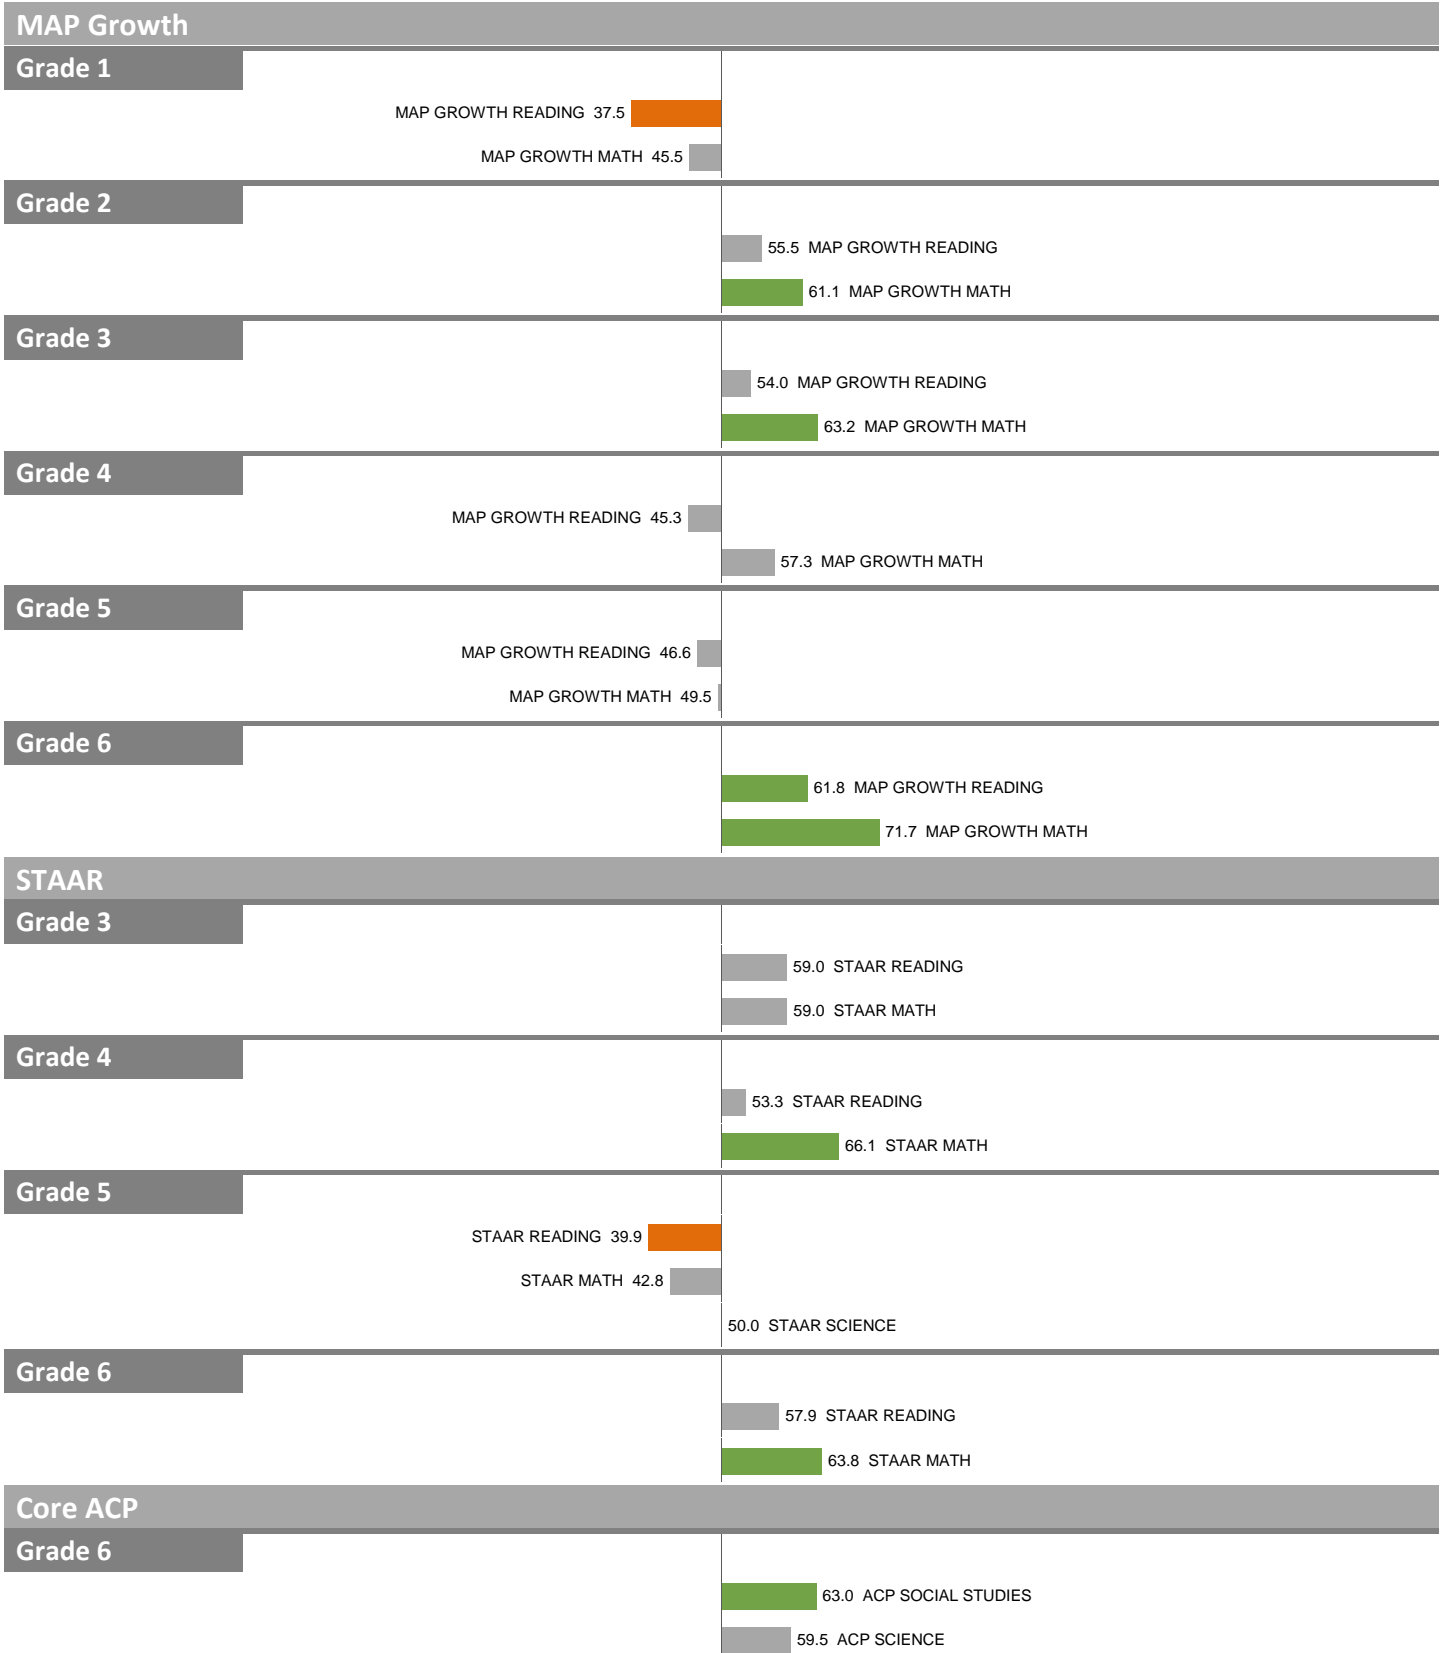 MAP Growth
Grade 1
MAP GROWTH READING 37.5
MAP GROWTH MATH 45.5
Grade 2
55.5 MAP GROWTH READING
61.1 MAP GROWTH MATH
Grade 3
54.0 MAP GROWTH READING
63.2 MAP GROWTH MATH
Grade 4
MAP GROWTH READING 45.3
57.3 MAP GROWTH MATH
Grade 5
MAP GROWTH READING 46.6
MAP GROWTH MATH 49.5
Grade 6
61.8 MAP GROWTH READING
71.7 MAP GROWTH MATH
STAAR
Grade 3
59.0 STAAR READING
59.0 STAAR MATH
Grade 4
53.3 STAAR READING
66.1 STAAR MATH
Grade 5
STAAR READING 39.9
STAAR MATH 42.8
50.0 STAAR SCIENCE
Grade 6
57.9 STAAR READING
63.8 STAAR MATH
Core ACP
Grade 6
63.0 ACP SOCIAL STUDIES
59.5 ACP SCIENCE